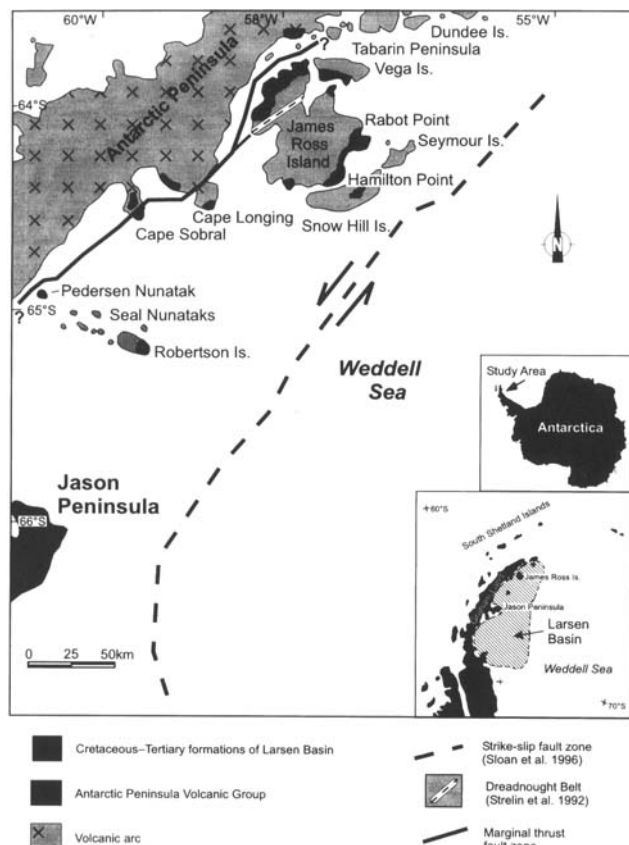 60°W
58°W
55°W
Dundee Is.
Tabarin Peninsula
Vega Is.
?
64°S
Antarctic Peninsula
James
Ross
Island
Rabot Point
Seymour Is.
Hamilton Point
Snow Hill Is.
Cape Longing
Cape Sobral
N
Pedersen Nunatak
?
65°S
Seal Nunataks
Robertson Is.
Weddell
Sea
Study Area
Antarctica
Jason
Peninsula
66°S
60°S
South Shetland Islands
James Ross Is.
Jason Peninsula
Larsen
Basin
Weddell Sea
70°S
0 25 50km
Cretaceous–Tertiary formations of Larsen Basin
Antarctic Peninsula Volcanic Group
Volcanic arc
Strike-slip fault zone
(Sloan et al. 1996)
Dreadnought Belt
(Strelin et al. 1992)
Marginal thrust
fault zone